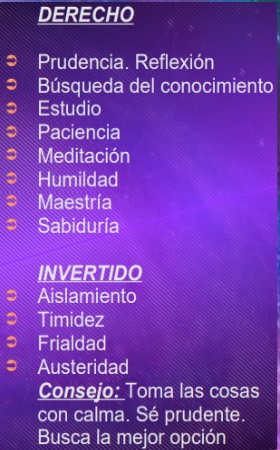 DERECHO
Prudencia. Reflexión
Búsqueda del conocimiento
Estudio
Paciencia
Meditación
Humildad
Maestría
Sabiduría
INVERTIDO
Aislamiento
Timidez
Frialdad
Austeridad
Consejo: Toma las cosas
con calma. Sé prudente.
Busca la mejor opción